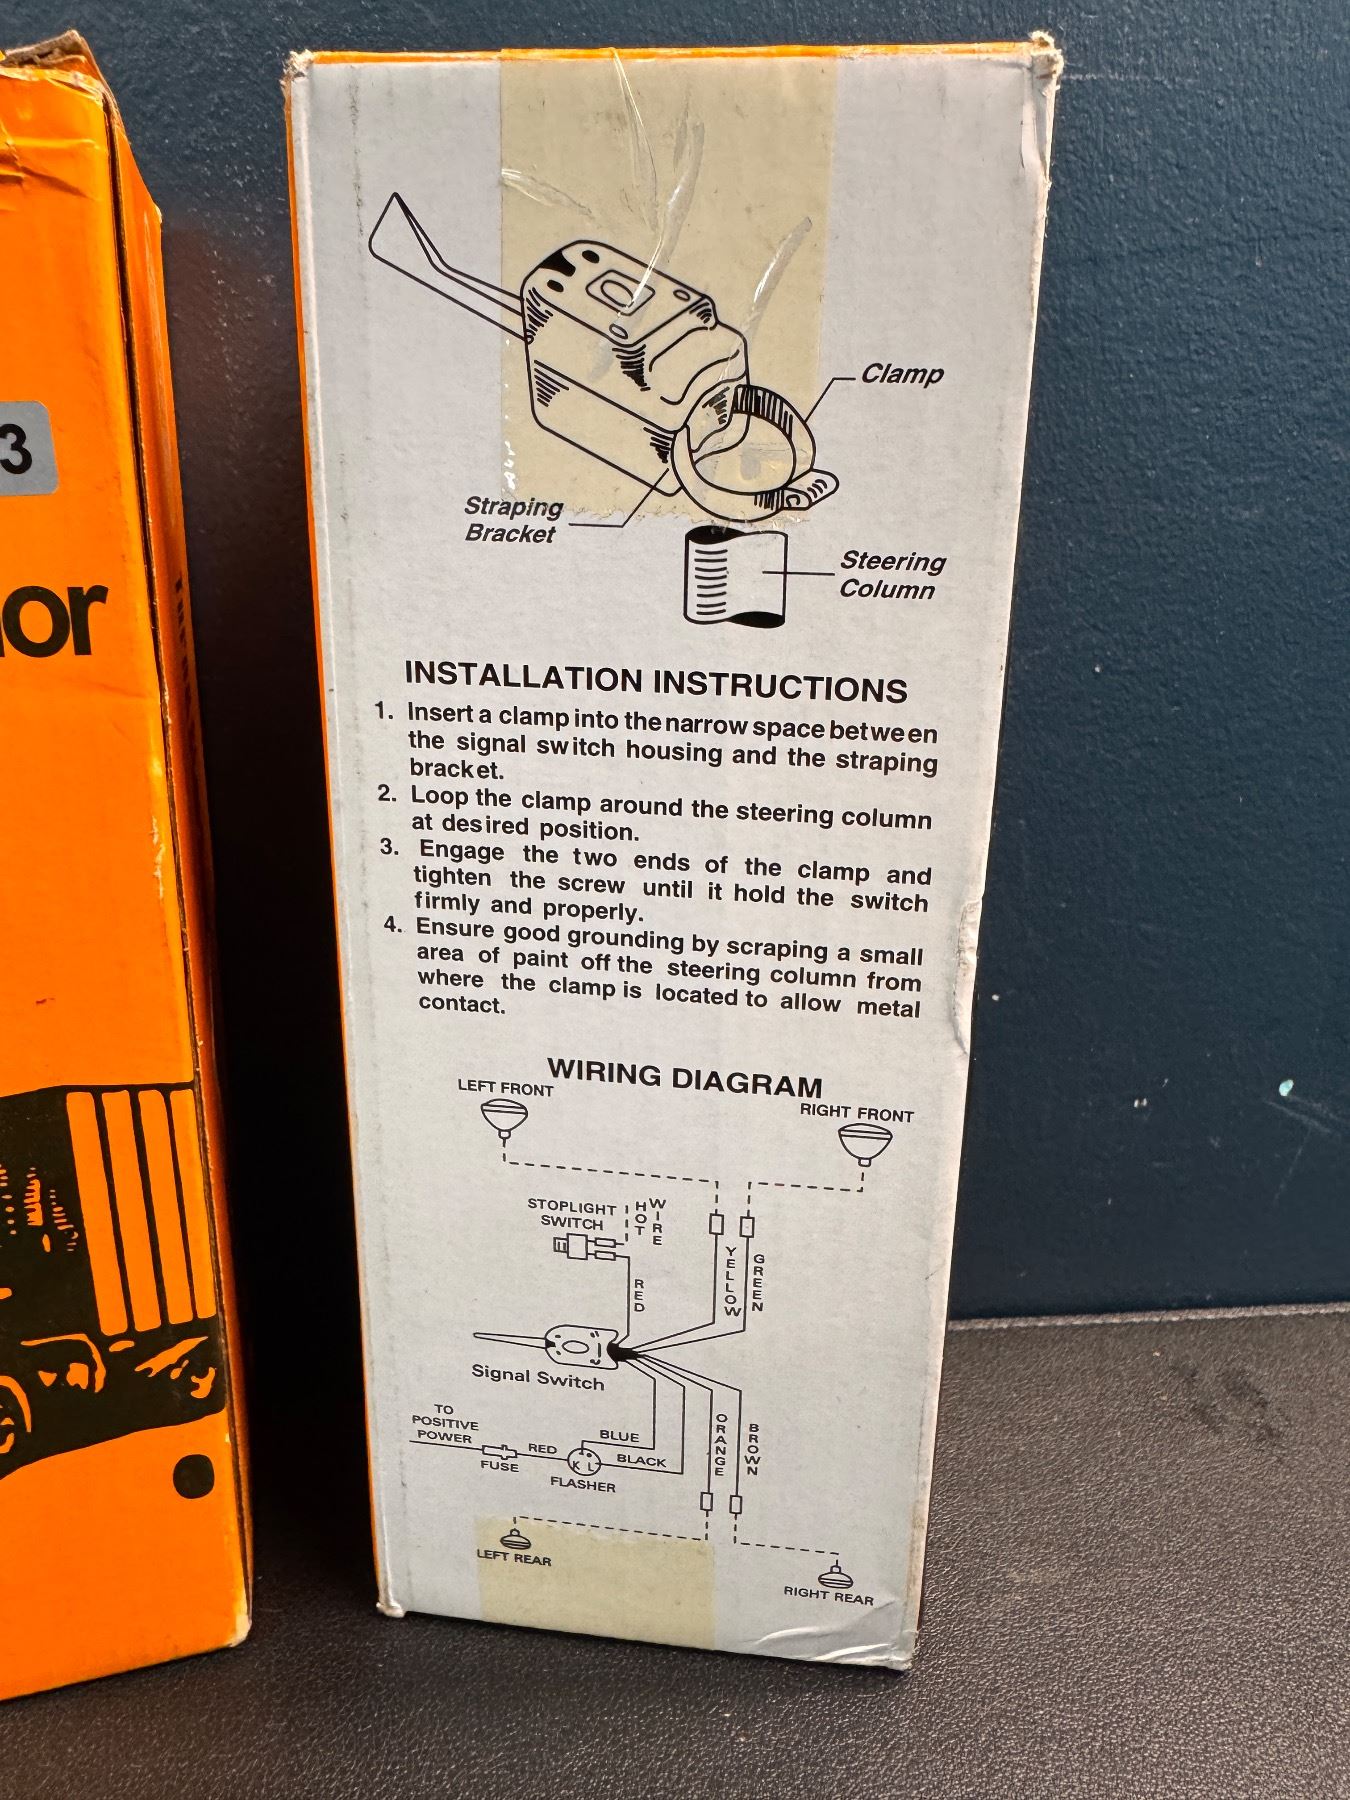 3
or
Clamp
Straping
Bracket
Steering
Column
INSTALLATION INSTRUCTIONS
1. Insert a clamp into the narrow space between
the signal switch housing and the straping
bracket.
2. Loop the clamp around the steering column
at desired position.
3. Engage the two ends of the clamp and
tighten the screw until it hold the switch
firmly and properly.
4. Ensure good grounding by scraping a small
area of paint off the steering column from
where the clamp is located to allow metal
contact.
WIRING DIAGRAM
LEFT FRONT
RIGHT FRONT
STOPLIGHT
SWITCH
HOT
WIRE
YELLOW
GREEN
RED
Signal Switch
TO
POSITIVE
POWER
FUSE
RED
BLUE
BLACK
K L
FLASHER
ORANGE
BROWN
LEFT REAR
RIGHT REAR